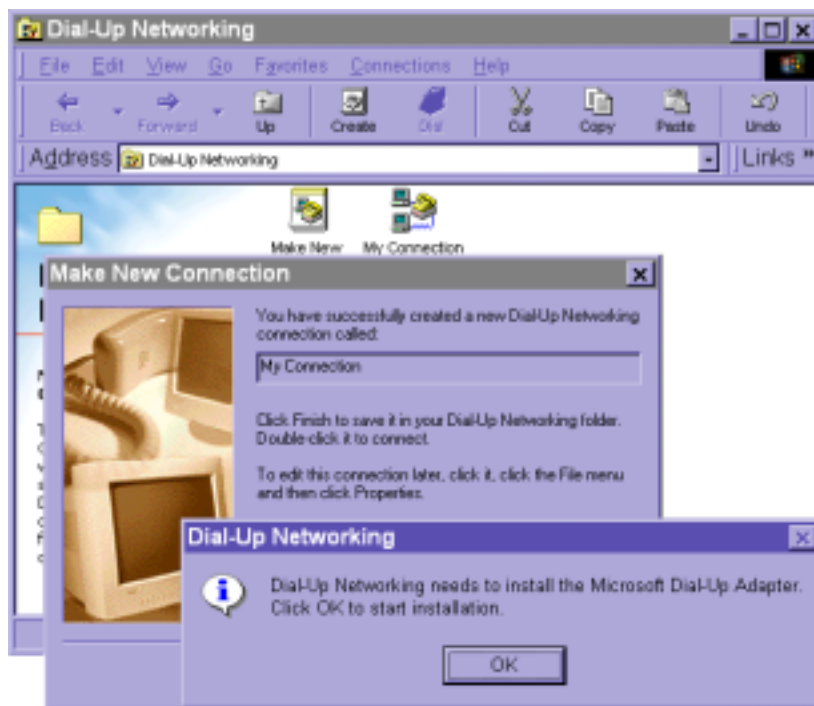 Dial-Up Networking
File Edit View Go Favorites Connections Help
Back Forward Up Create Dial Cut Copy Paste Undo
Address Dial-Up Networking Links »
Make New My Connection
Make New Connection
You have successfully created a new Dial-Up Networking
connection called:
My Connection
Click Finish to save it in your Dial-Up Networking folder.
Double-click it to connect.
To edit this connection later, click it, click the File menu
and then click Properties.
Dial-Up Networking
Dial-Up Networking needs to install the Microsoft Dial-Up Adapter.
Click OK to start installation.
OK